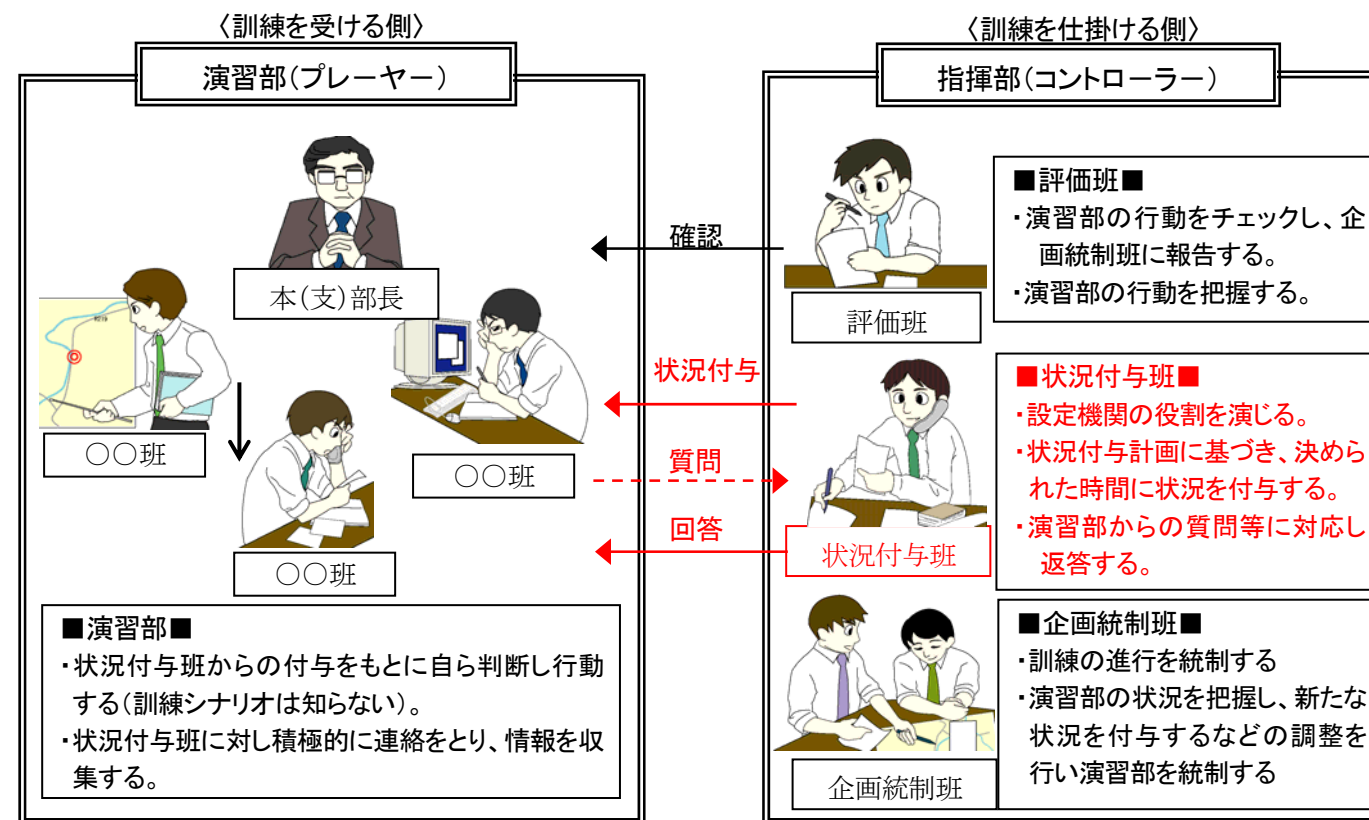 〈訓練を受ける側〉
演習部(プレーヤー)
本(支)部長
○○班
○○班
○○班
■演習部■
・状況付与班からの付与をもとに自ら判断し行動
する(訓練シナリオは知らない)。
・状況付与班に対し積極的に連絡をとり、情報を収
集する。
確認
状況付与
質問
回答
〈訓練を仕掛ける側〉
指揮部(コントローラー)
評価班
■評価班■
・演習部の行動をチェックし、企
画統制班に報告する。
・演習部の行動を把握する。
状況付与班
■状況付与班■
・設定機関の役割を演じる。
・状況付与計画に基づき、決めら
れた時間に状況を付与する。
・演習部からの質問等に対応し
返答する。
企画統制班
■企画統制班■
・訓練の進行を統制する
・演習部の状況を把握し、新たな
状況を付与するなどの調整を
行い演習部を統制する